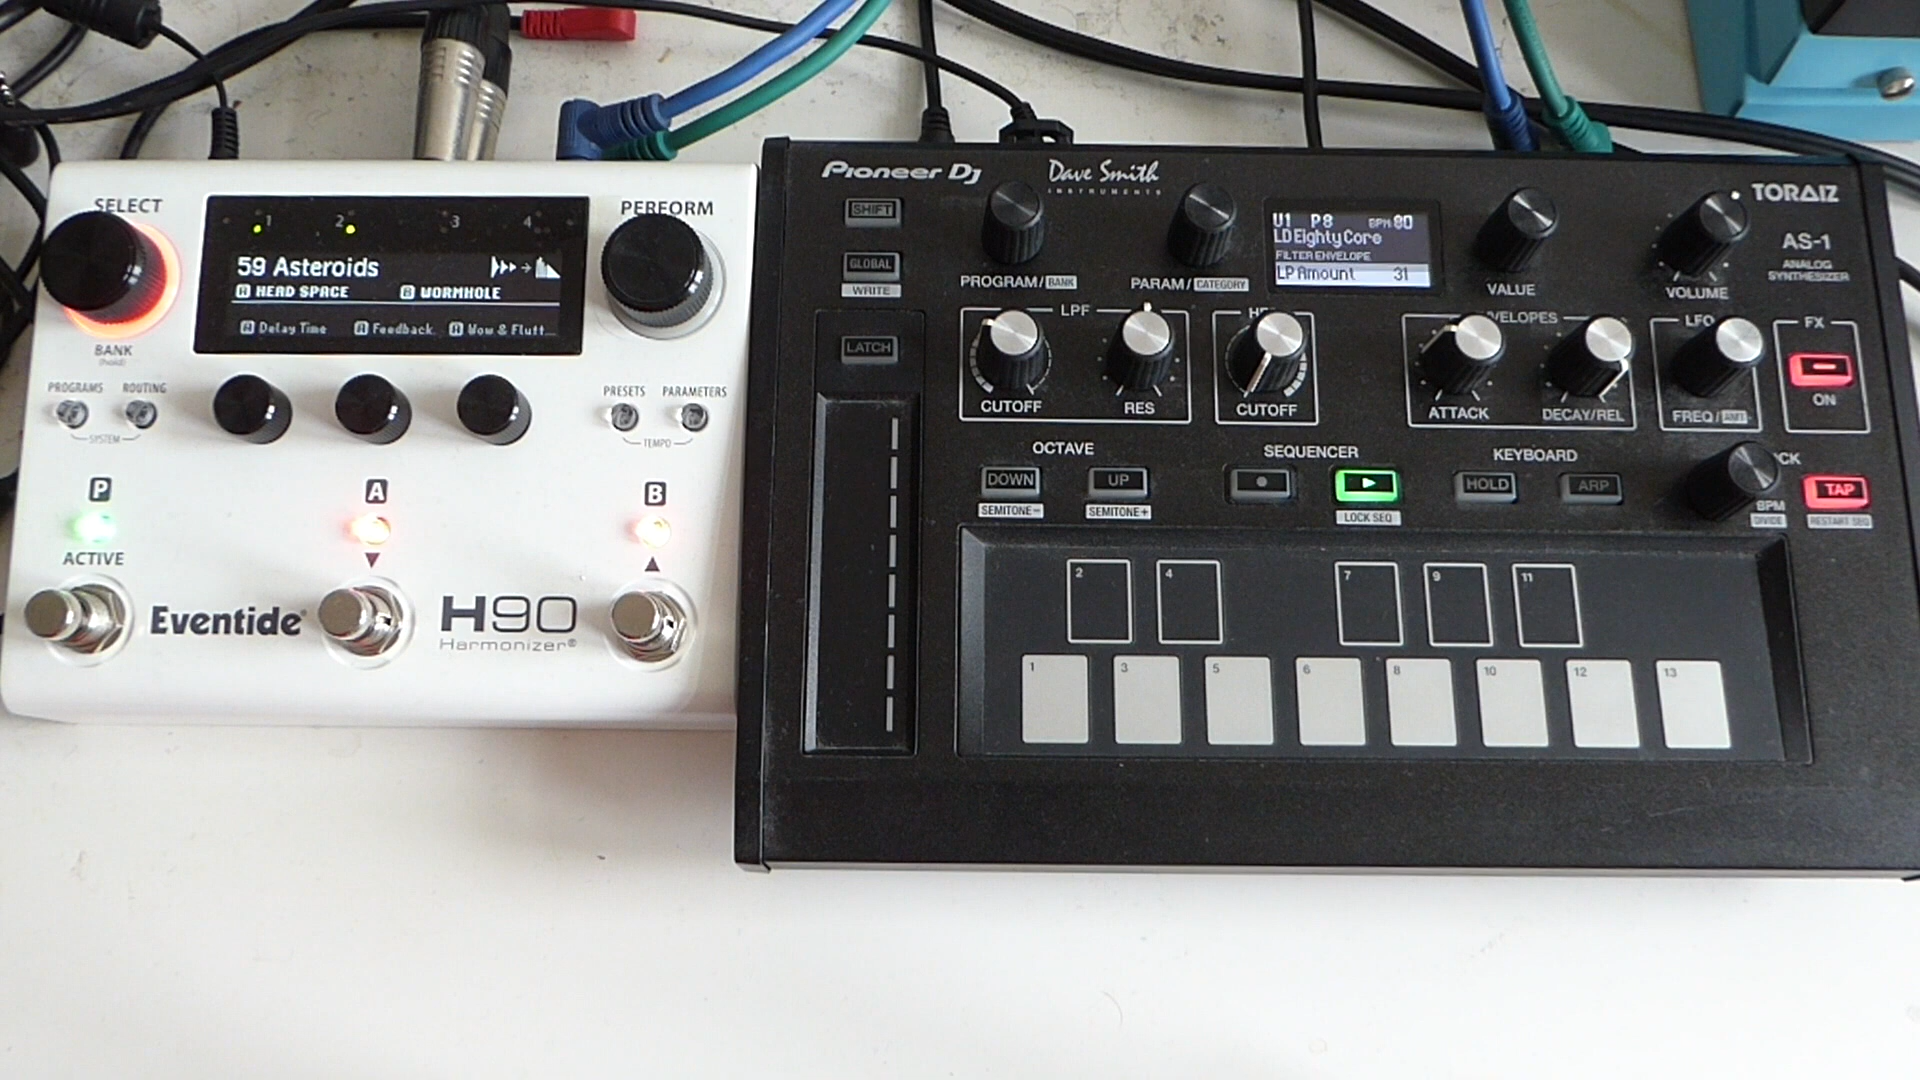 SELECT
1 2 3 4
59 Asteroids
A HEAD SPACE B WORMHOLE
A Delay Time A Feedback A Wow & Flutt...
PERFORM
BANK
(hold)
PROGRAMS ROUTING
SYSTEM
PRESETS PARAMETERS
TEMPO
P A B
ACTIVE
Eventide®
H90
Harmonizer®
Pioneer Dj
Dave Smith
INSTRUMENTS
TORAIZ
AS-1
ANALOG
SYNTHESIZER
SHIFT
GLOBAL
WRITE
LATCH
PROGRAM/BANK
PARAM/CATEGORY
U1 P8 BPM 80
LD EightyCore
FILTER ENVELOPE
LP Amount 31
VALUE
VOLUME
LPF
CUTOFF RES
CUTOFF
ATTACK DECAY/REL
LFO
FREQ/AMT
FX
ON
OCTAVE
DOWN UP
SEMITONE- SEMITONE+
SEQUENCER
LOCK SEQ
KEYBOARD
HOLD ARP
BPM
DIVIDE
TAP
RESTART SEQ
2 4 7 9 11
1 3 5 6 8 10 12 13